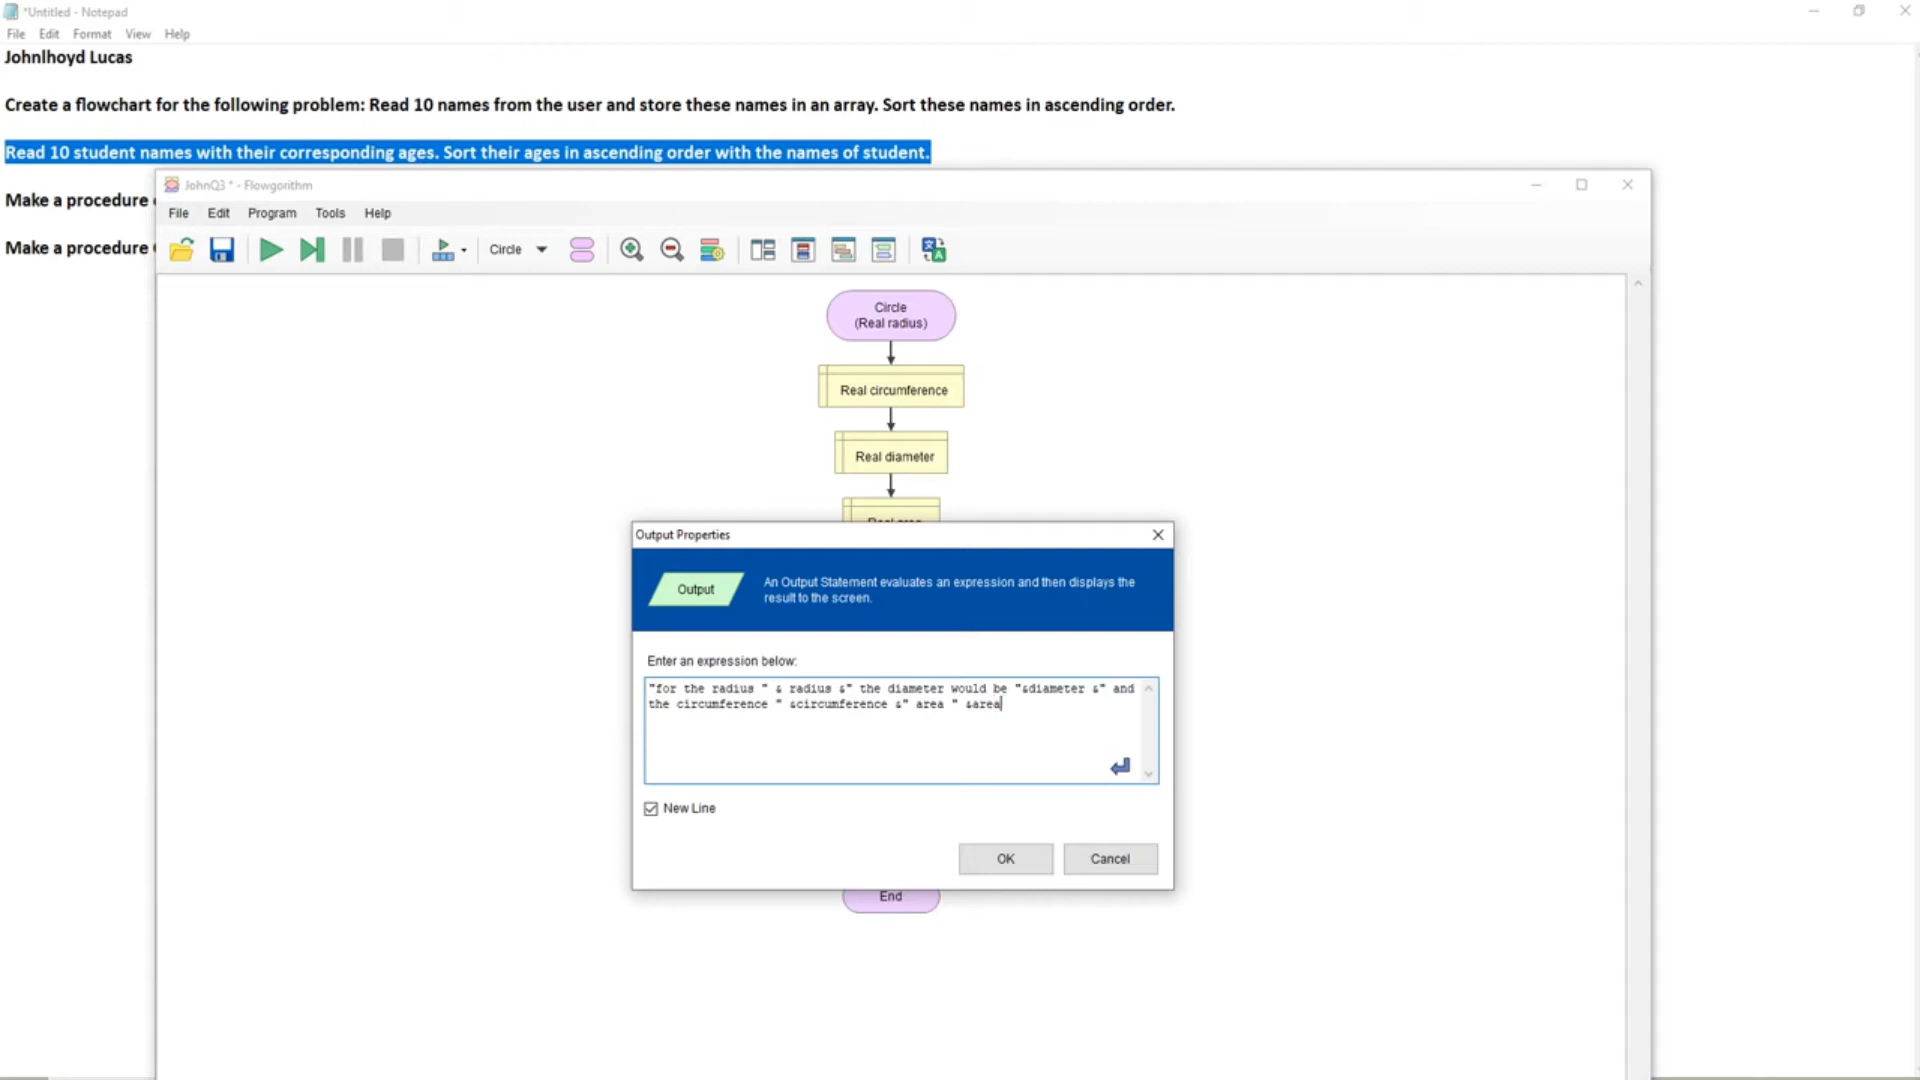 *Untitled - Notepad
File Edit Format View Help
Johnlhoyd Lucas
Create a flowchart for the following problem: Read 10 names from the user and store these names in an array. Sort these names in ascending order.
Read 10 student names with their corresponding ages. Sort their ages in ascending order with the names of student.
Make a procedure
Make a procedure
JohnQ3 * - Flowgorithm
File Edit Program Tools Help
Circle
Circle
(Real radius)
Real circumference
Real diameter
Real area
Output Properties
Output
An Output Statement evaluates an expression and then displays the
result to the screen.
Enter an expression below:
"for the radius " & radius &" the diameter would be "&diameter &" and
the circumference " &circumference &" area " &area
New Line
OK Cancel
End